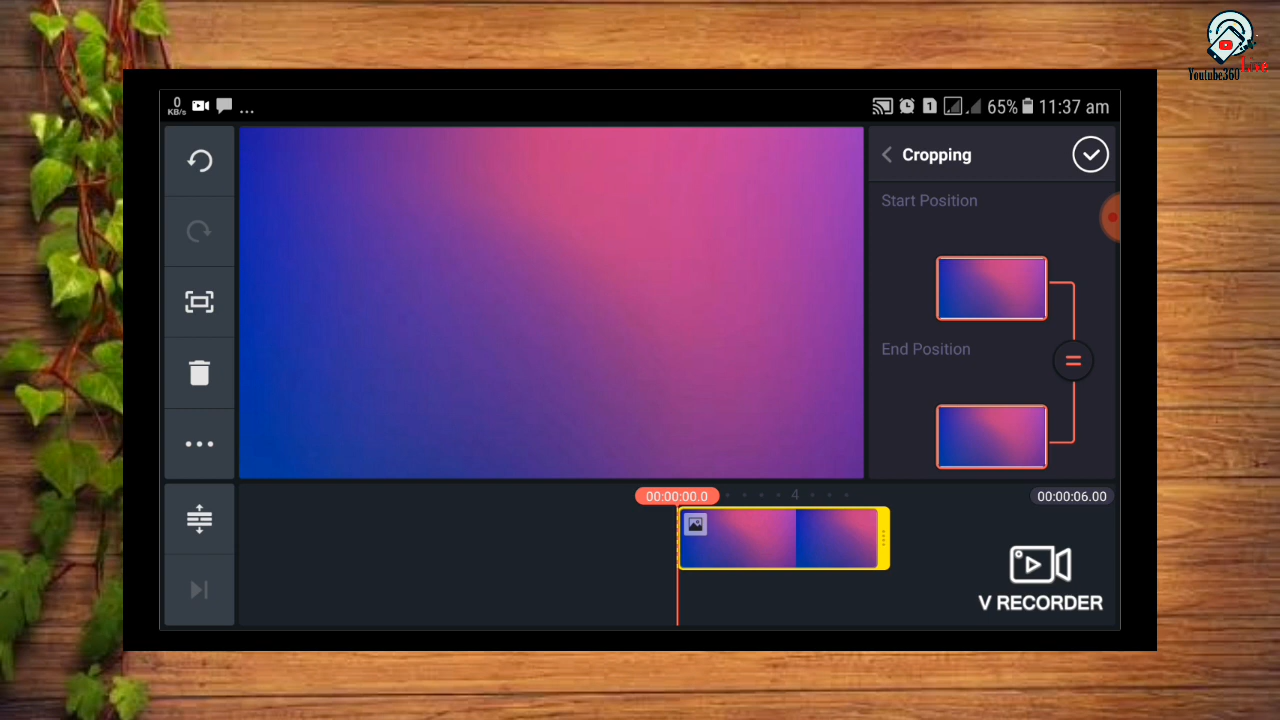 Youtube360 Live
0
KB/s
...
1
65%
11:37 am
Cropping
Start Position
End Position
=
00:00:00.0
4
00:00:06.00
V RECORDER